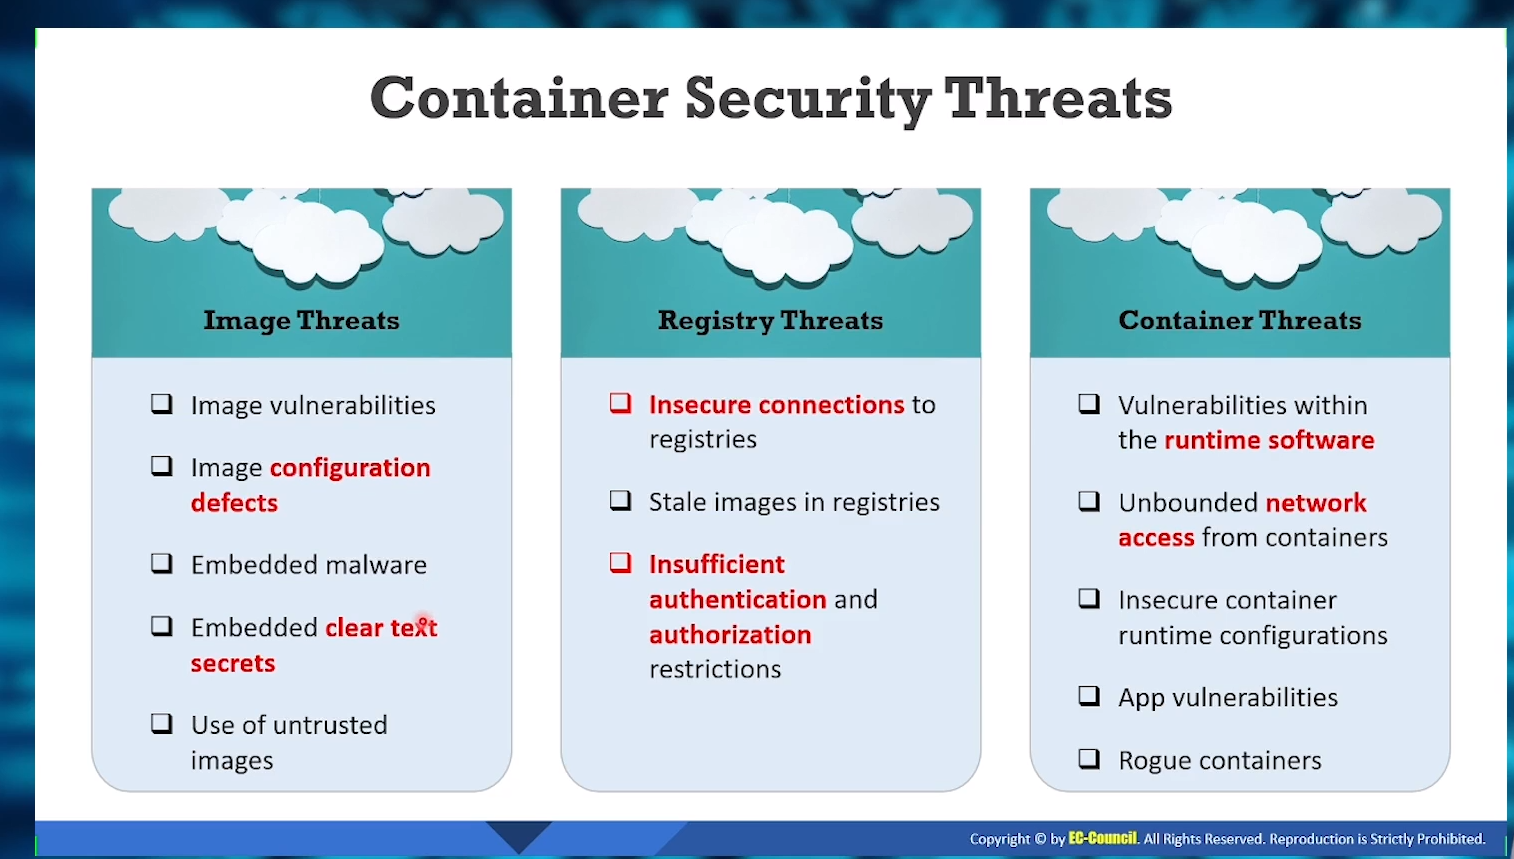 Container Security Threats
Image Threats
Image vulnerabilities
Image configuration
defects
Embedded malware
Embedded clear text
secrets
Use of untrusted
images
Registry Threats
Insecure connections to
registries
Stale images in registries
Insufficient
authentication and
authorization
restrictions
Container Threats
Vulnerabilities within
the runtime software
Unbounded network
access from containers
Insecure container
runtime configurations
App vulnerabilities
Rogue containers
Copyright © by EC-Council. All Rights Reserved. Reproduction is Strictly Prohibited.